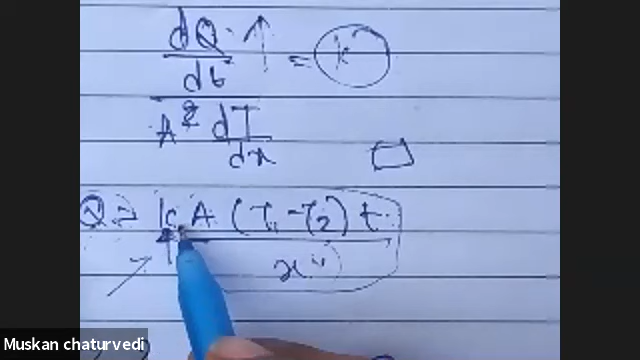 dQ ↑
dt = k
A dT
dx
Q = k A (T₁ - T₂) t
x
Muskan chaturvedi